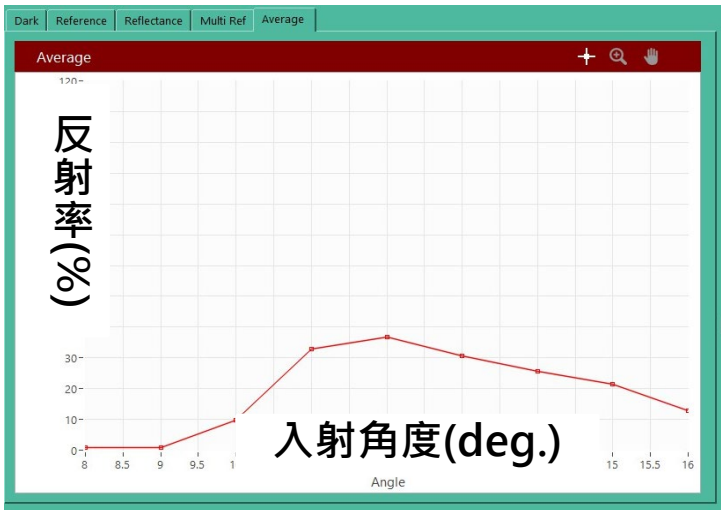 Dark Reference Reflectance Multi Ref Average
Average
120
反射率(%)
30
20
10
0
8 8.5 9 9.5 1 15 15.5 16
入射角度(deg.)
Angle